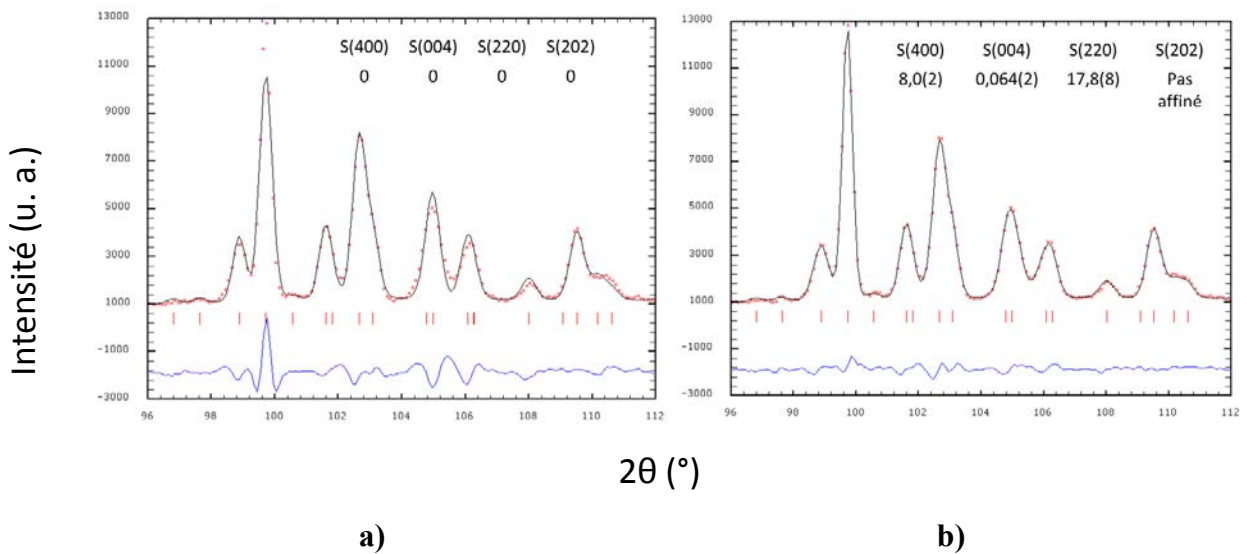 13000
11000
9000
7000
5000
3000
1000
−1000
−3000
S(400) S(004) S(220) S(202)
0 0 0 0
96 98 100 102 104 106 108 110 112
13000
11000
9000
7000
5000
3000
1000
−1000
−3000
S(400) S(004) S(220) S(202)
8,0(2) 0,064(2) 17,8(8) Pas
affiné
96 98 100 102 104 106 108 110 112
Intensité (u. a.)
2θ (°)
a) b)